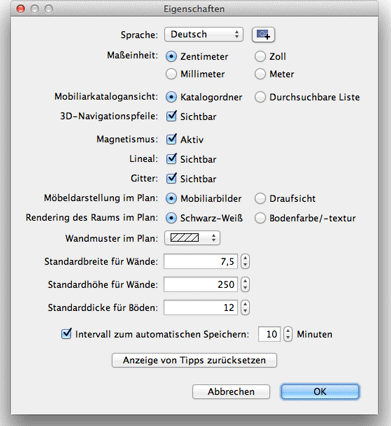 Eigenschaften
Sprache: Deutsch
Maßeinheit: Zentimeter Zoll
Millimeter Meter
Mobiliarkatalogansicht: Katalogordner Durchsuchbare Liste
3D-Navigationspfeile: Sichtbar
Magnetismus: Aktiv
Lineal: Sichtbar
Gitter: Sichtbar
Möbeldarstellung im Plan: Mobiliarbilder Draufsicht
Rendering des Raums im Plan: Schwarz-Weiß Bodenfarbe/-textur
Wandmuster im Plan:
Standardbreite für Wände: 7,5
Standardhöhe für Wände: 250
Standarddicke für Böden: 12
Intervall zum automatischen Speichern: 10 Minuten
Anzeige von Tipps zurücksetzen
Abbrechen OK